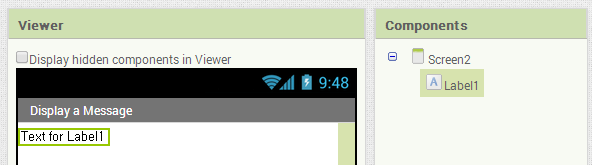 Viewer
Display hidden components in Viewer
9:48
Display a Message
Text for Label1
Components
Screen2
A Label1